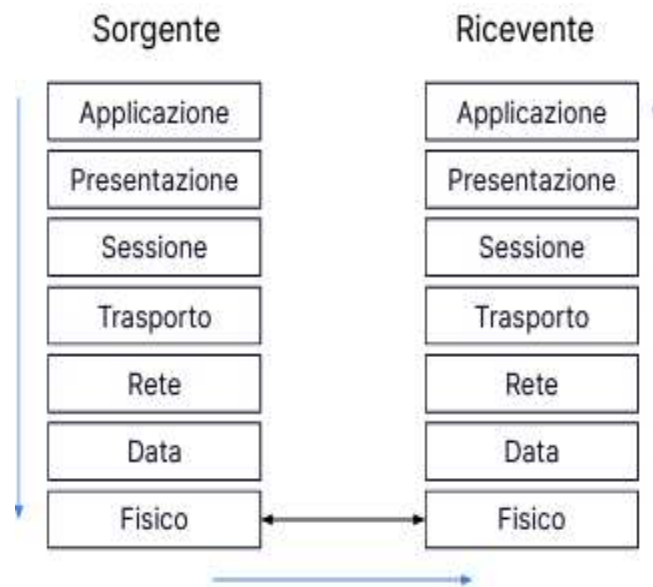 Sorgente Ricevente
Applicazione Applicazione
Presentazione Presentazione
Sessione Sessione
Trasporto Trasporto
Rete Rete
Data Data
Fisico Fisico